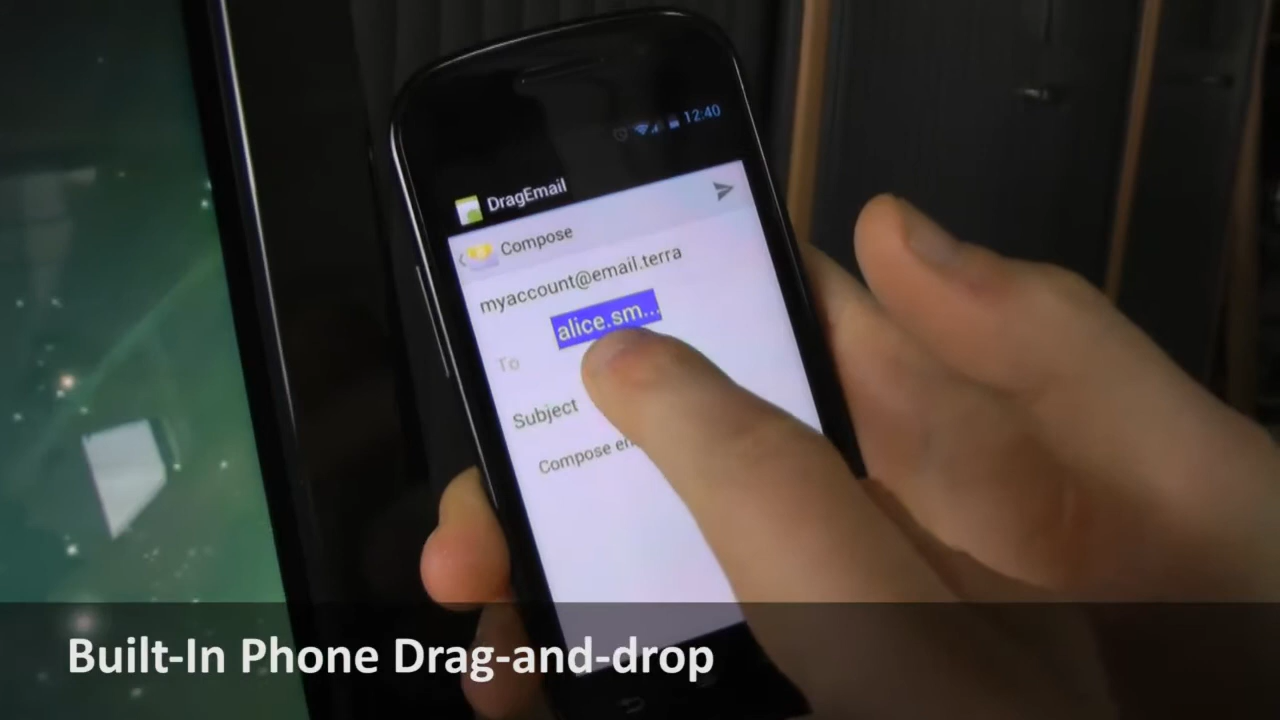 12:40
DragEmail
Compose
myaccount@email.terra
alice.sm...
To
Subject
Compose
Built-In Phone Drag-and-drop